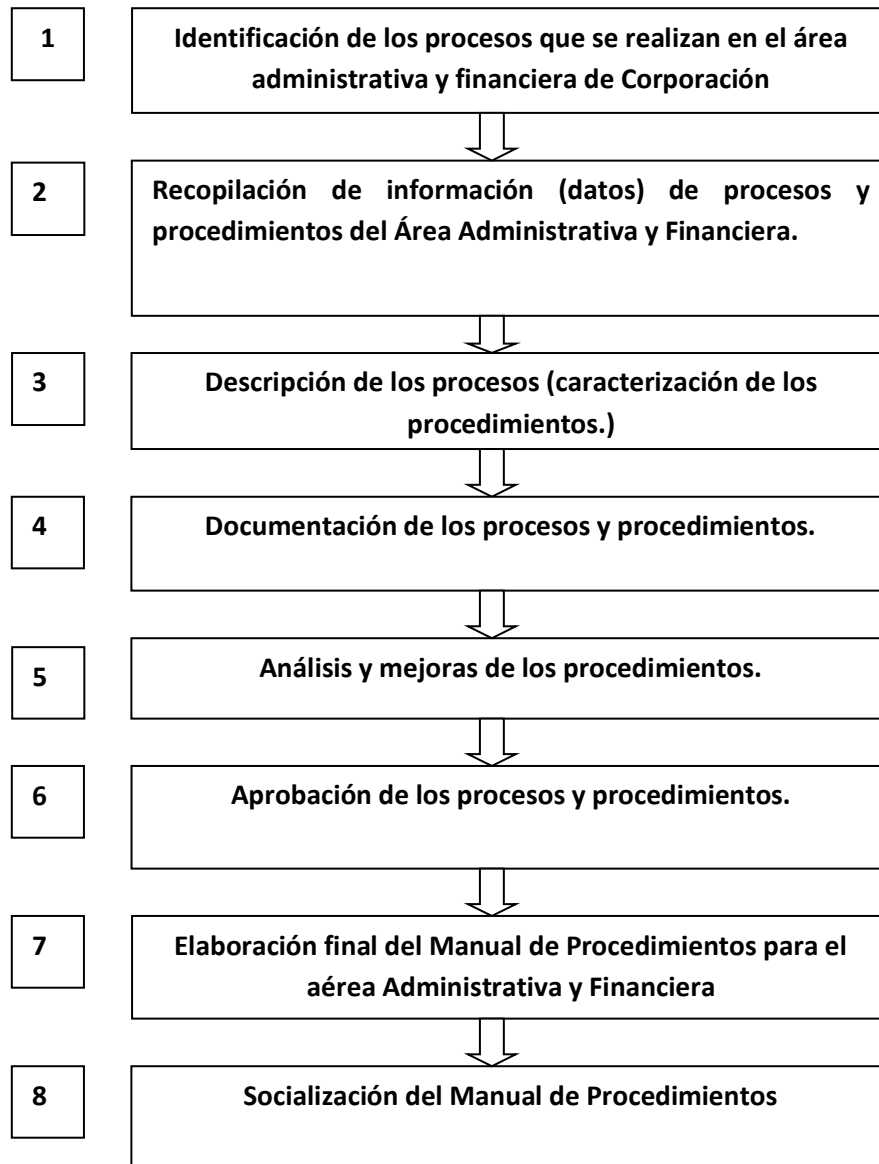 1
Identificación de los procesos que se realizan en el área
administrativa y financiera de Corporación
2
Recopilación de información (datos) de procesos y
procedimientos del Área Administrativa y Financiera.
3
Descripción de los procesos (caracterización de los
procedimientos.)
4
Documentación de los procesos y procedimientos.
5
Análisis y mejoras de los procedimientos.
6
Aprobación de los procesos y procedimientos.
7
Elaboración final del Manual de Procedimientos para el
aérea Administrativa y Financiera
8
Socialización del Manual de Procedimientos